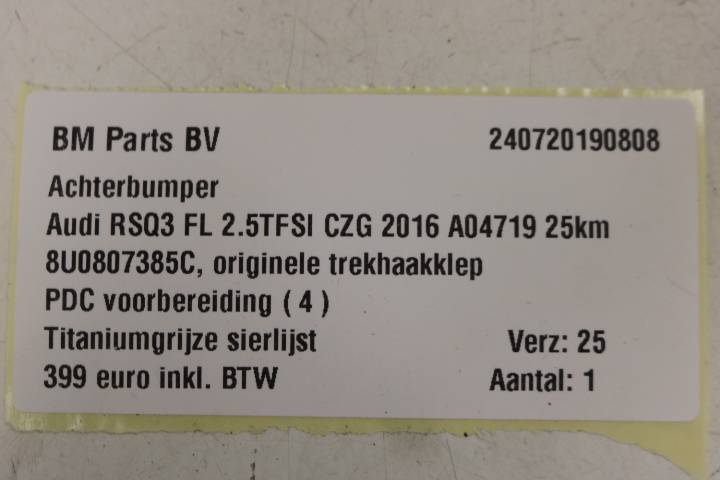 BM Parts BV 240720190808
Achterbumper
Audi RSQ3 FL 2.5TFSI CZG 2016 A04719 25km
8U0807385C, originele trekhaakklep
PDC voorbereiding ( 4 )
Titaniumgrijze sierlijst Verz: 25
399 euro inkl. BTW Aantal: 1